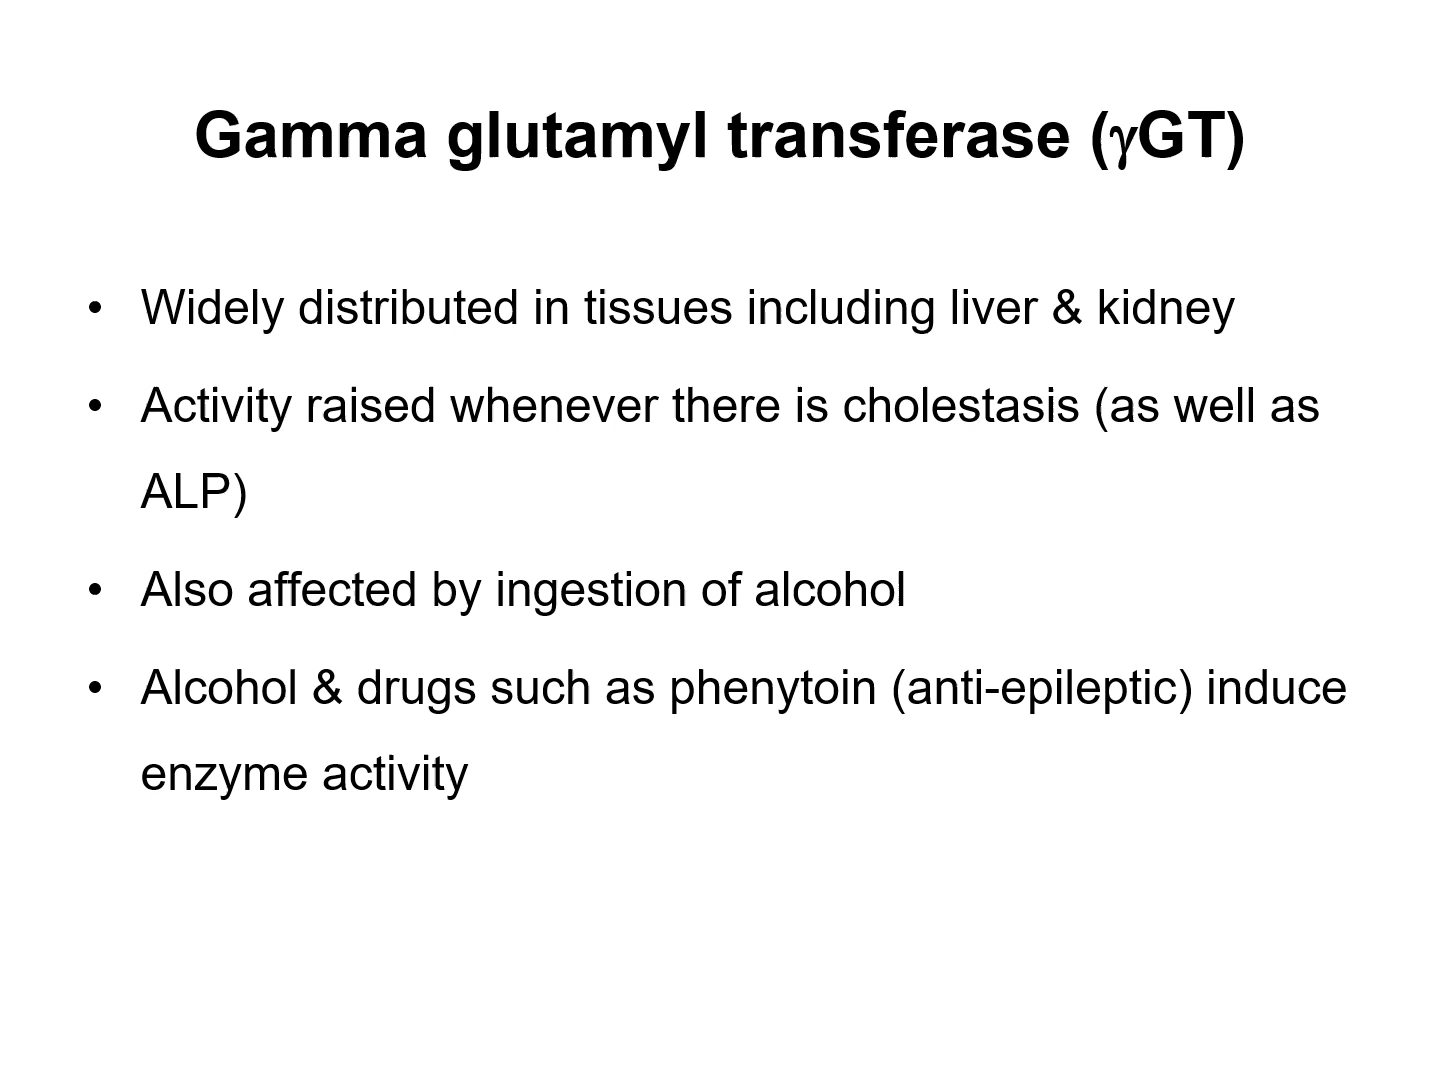 Gamma glutamyl transferase (γGT)
• Widely distributed in tissues including liver & kidney
• Activity raised whenever there is cholestasis (as well as
ALP)
• Also affected by ingestion of alcohol
• Alcohol & drugs such as phenytoin (anti-epileptic) induce
enzyme activity